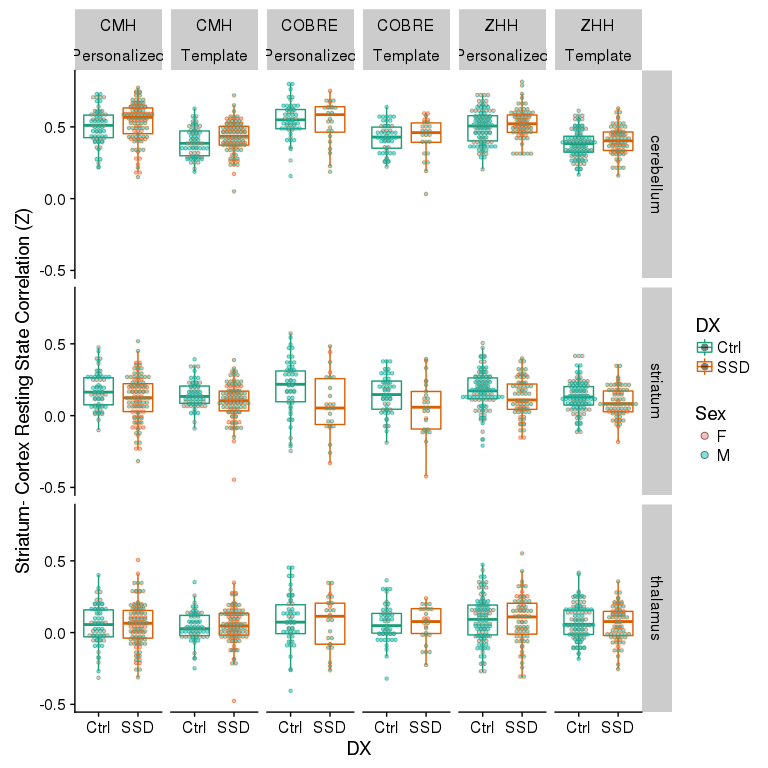 CMH CMH COBRE COBRE ZHH ZHH
Personalized Template Personalized Template Personalized Template
Striatum- Cortex Resting State Correlation (Z)
0.5
0.0
-0.5
cerebellum
0.5
0.0
-0.5
striatum
0.5
0.0
-0.5
thalamus
Ctrl SSD Ctrl SSD Ctrl SSD Ctrl SSD Ctrl SSD Ctrl SSD
DX
DX
Ctrl
SSD
Sex
F
M